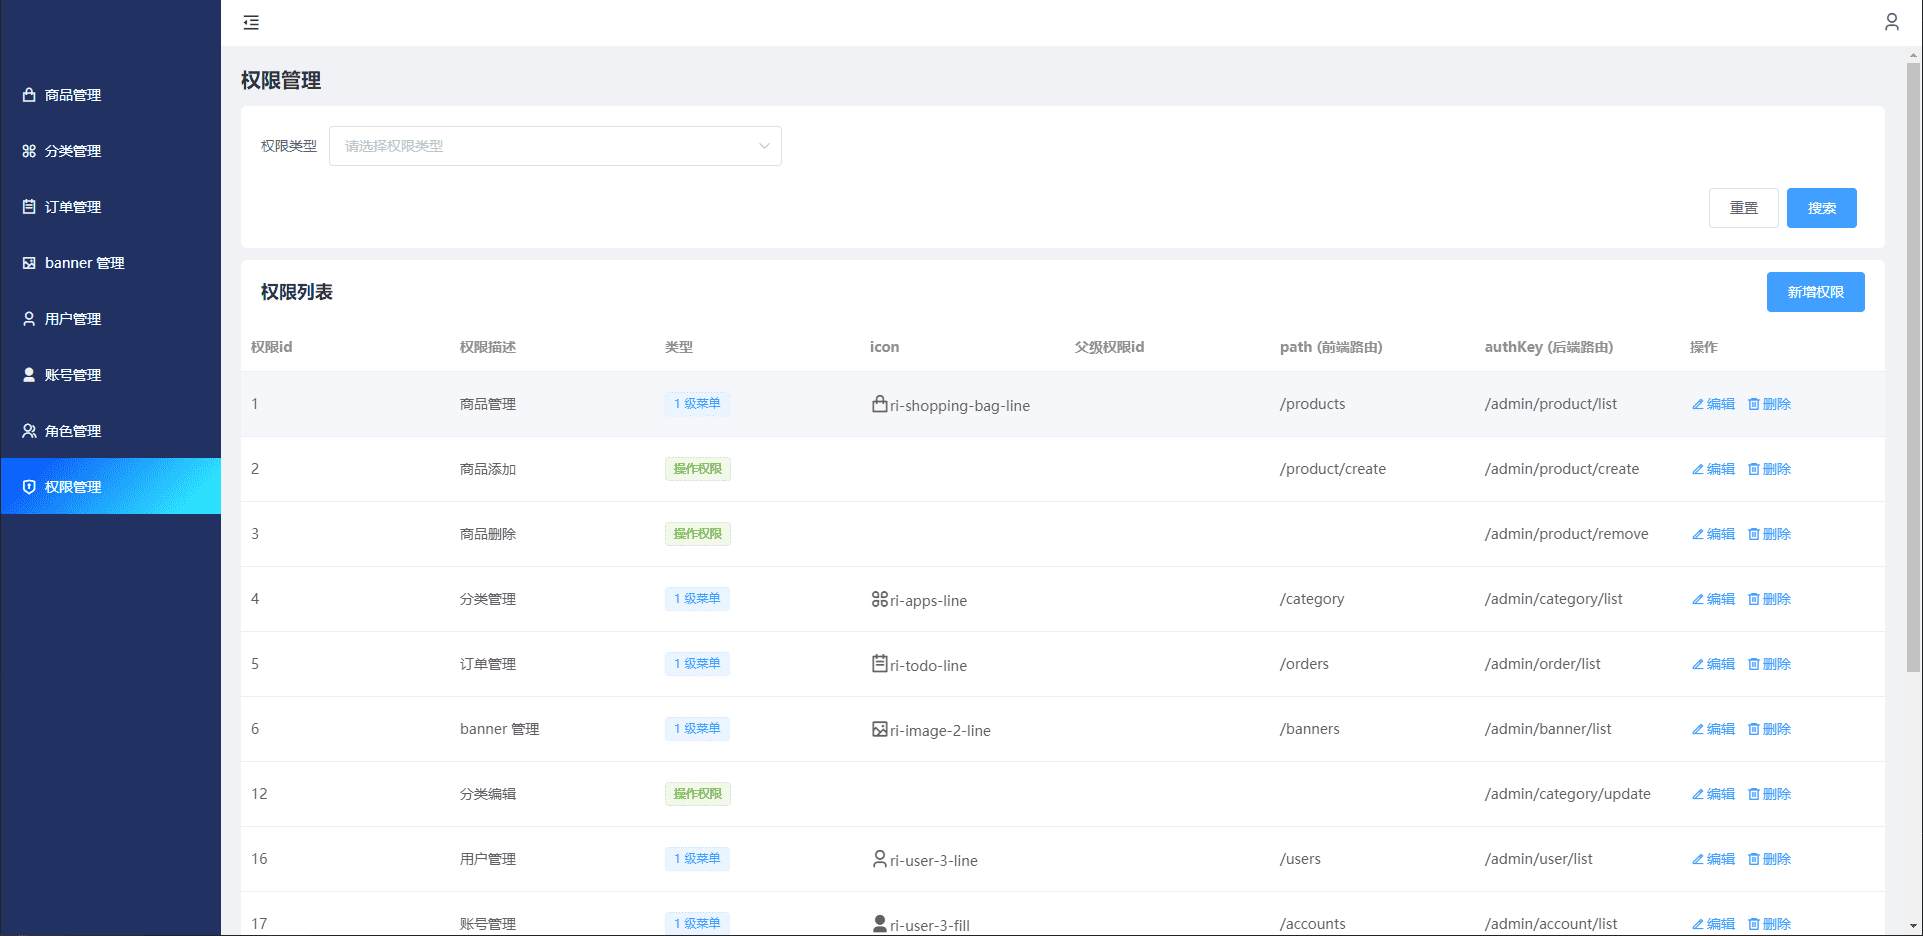 商品管理
分类管理
订单管理
banner 管理
用户管理
账号管理
角色管理
权限管理
权限管理
权限类型 请选择权限类型
重置 搜索
权限列表 新增权限
权限id 权限描述 类型 icon 父级权限id path (前端路由) authKey (后端路由) 操作
1 商品管理 1 级菜单 ri-shopping-bag-line /products /admin/product/list 编辑 删除
2 商品添加 操作权限 /product/create /admin/product/create 编辑 删除
3 商品删除 操作权限 /admin/product/remove 编辑 删除
4 分类管理 1 级菜单 ri-apps-line /category /admin/category/list 编辑 删除
5 订单管理 1 级菜单 ri-todo-line /orders /admin/order/list 编辑 删除
6 banner 管理 1 级菜单 ri-image-2-line /banners /admin/banner/list 编辑 删除
12 分类编辑 操作权限 /admin/category/update 编辑 删除
16 用户管理 1 级菜单 ri-user-3-line /users /admin/user/list 编辑 删除
17 账号管理 1 级菜单 ri-user-3-fill /accounts /admin/account/list 编辑 删除